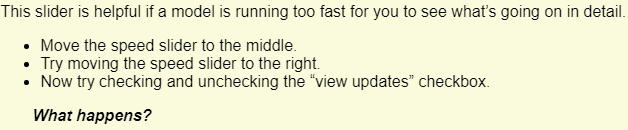 This slider is helpful if a model is running too fast for you to see what's going on in detail.
• Move the speed slider to the middle.
• Try moving the speed slider to the right.
• Now try checking and unchecking the “view updates” checkbox.
What happens?